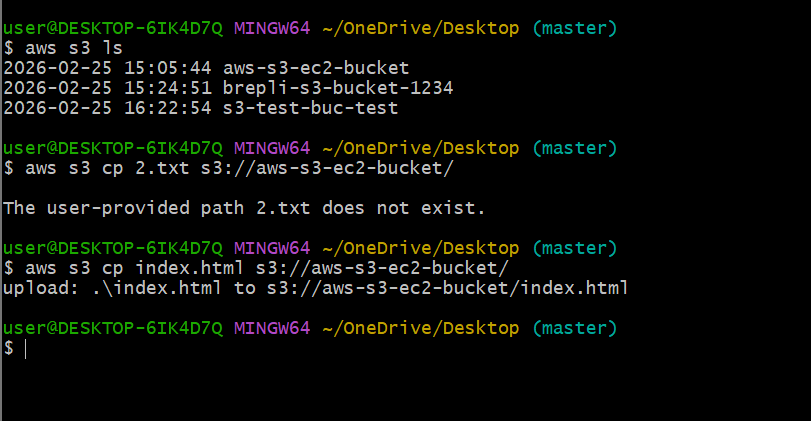 user@DESKTOP-6IK4D7Q MINGW64 ~/OneDrive/Desktop (master)
$ aws s3 ls
2026-02-25 15:05:44 aws-s3-ec2-bucket
2026-02-25 15:24:51 brepli-s3-bucket-1234
2026-02-25 16:22:54 s3-test-buc-test
user@DESKTOP-6IK4D7Q MINGW64 ~/OneDrive/Desktop (master)
$ aws s3 cp 2.txt s3://aws-s3-ec2-bucket/
The user-provided path 2.txt does not exist.
user@DESKTOP-6IK4D7Q MINGW64 ~/OneDrive/Desktop (master)
$ aws s3 cp index.html s3://aws-s3-ec2-bucket/
upload: .\index.html to s3://aws-s3-ec2-bucket/index.html
user@DESKTOP-6IK4D7Q MINGW64 ~/OneDrive/Desktop (master)
$